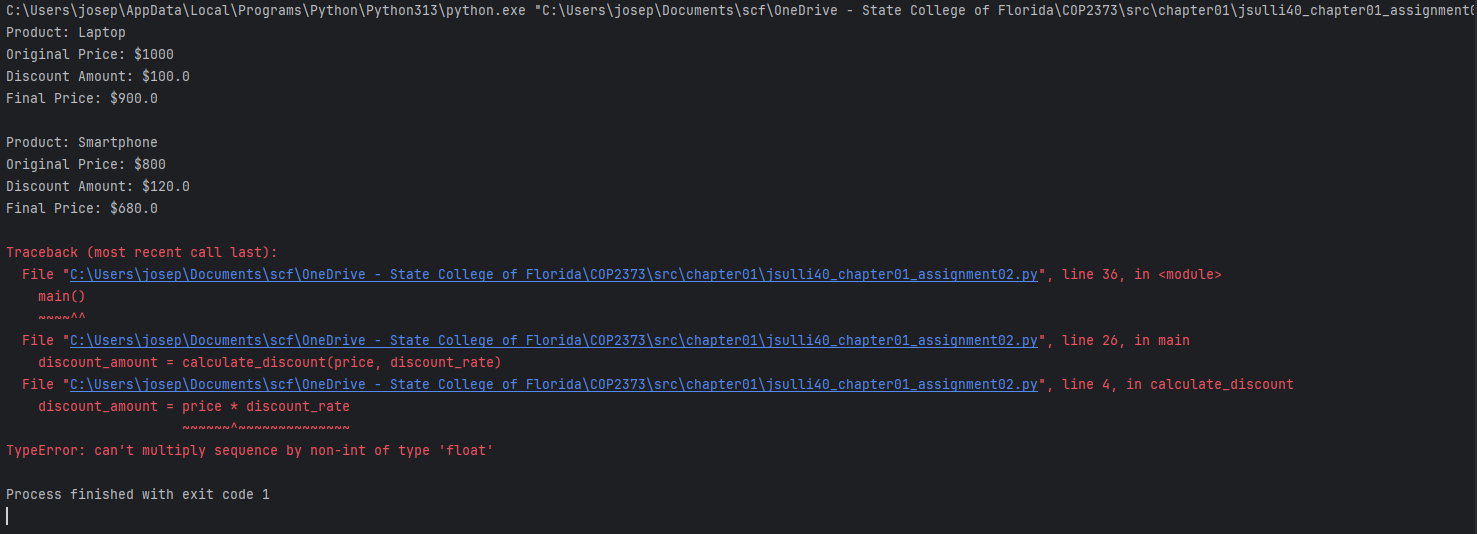 C:\Users\josep\AppData\Local\Programs\Python\Python313\python.exe "C:\Users\josep\Documents\scf\OneDrive - State College of Florida\COP2373\src\chapter01\jsulli40_chapter01_assignment0
Product: Laptop
Original Price: $1000
Discount Amount: $100.0
Final Price: $900.0

Product: Smartphone
Original Price: $800
Discount Amount: $120.0
Final Price: $680.0

Traceback (most recent call last):
  File "C:\Users\josep\Documents\scf\OneDrive - State College of Florida\COP2373\src\chapter01\jsulli40_chapter01_assignment02.py", line 36, in <module>
    main()
    ~~~~^^
  File "C:\Users\josep\Documents\scf\OneDrive - State College of Florida\COP2373\src\chapter01\jsulli40_chapter01_assignment02.py", line 26, in main
    discount_amount = calculate_discount(price, discount_rate)
  File "C:\Users\josep\Documents\scf\OneDrive - State College of Florida\COP2373\src\chapter01\jsulli40_chapter01_assignment02.py", line 4, in calculate_discount
    discount_amount = price * discount_rate
                      ~~~~~~^~~~~~~~~~~~~~~
TypeError: can't multiply sequence by non-int of type 'float'

Process finished with exit code 1